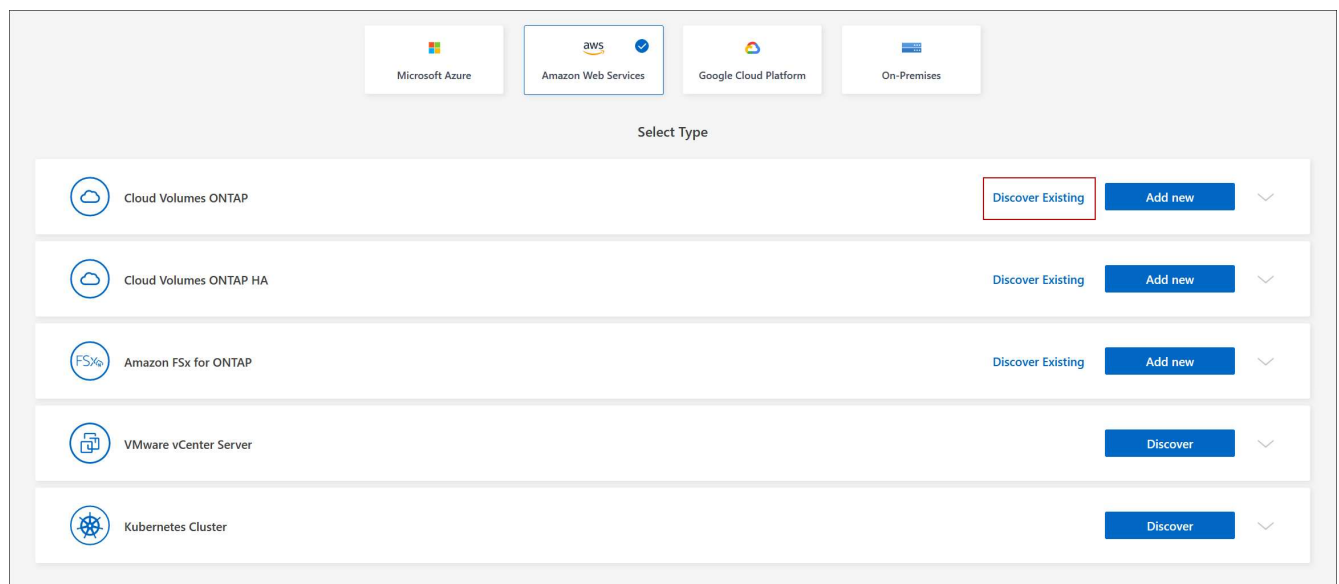 aws
Microsoft Azure
Amazon Web Services
Google Cloud Platform
On-Premises
Select Type
Cloud Volumes ONTAP
Discover Existing
Add new
Cloud Volumes ONTAP HA
Discover Existing
Add new
FSx
Amazon FSx for ONTAP
Discover Existing
Add new
VMware vCenter Server
Discover
Kubernetes Cluster
Discover